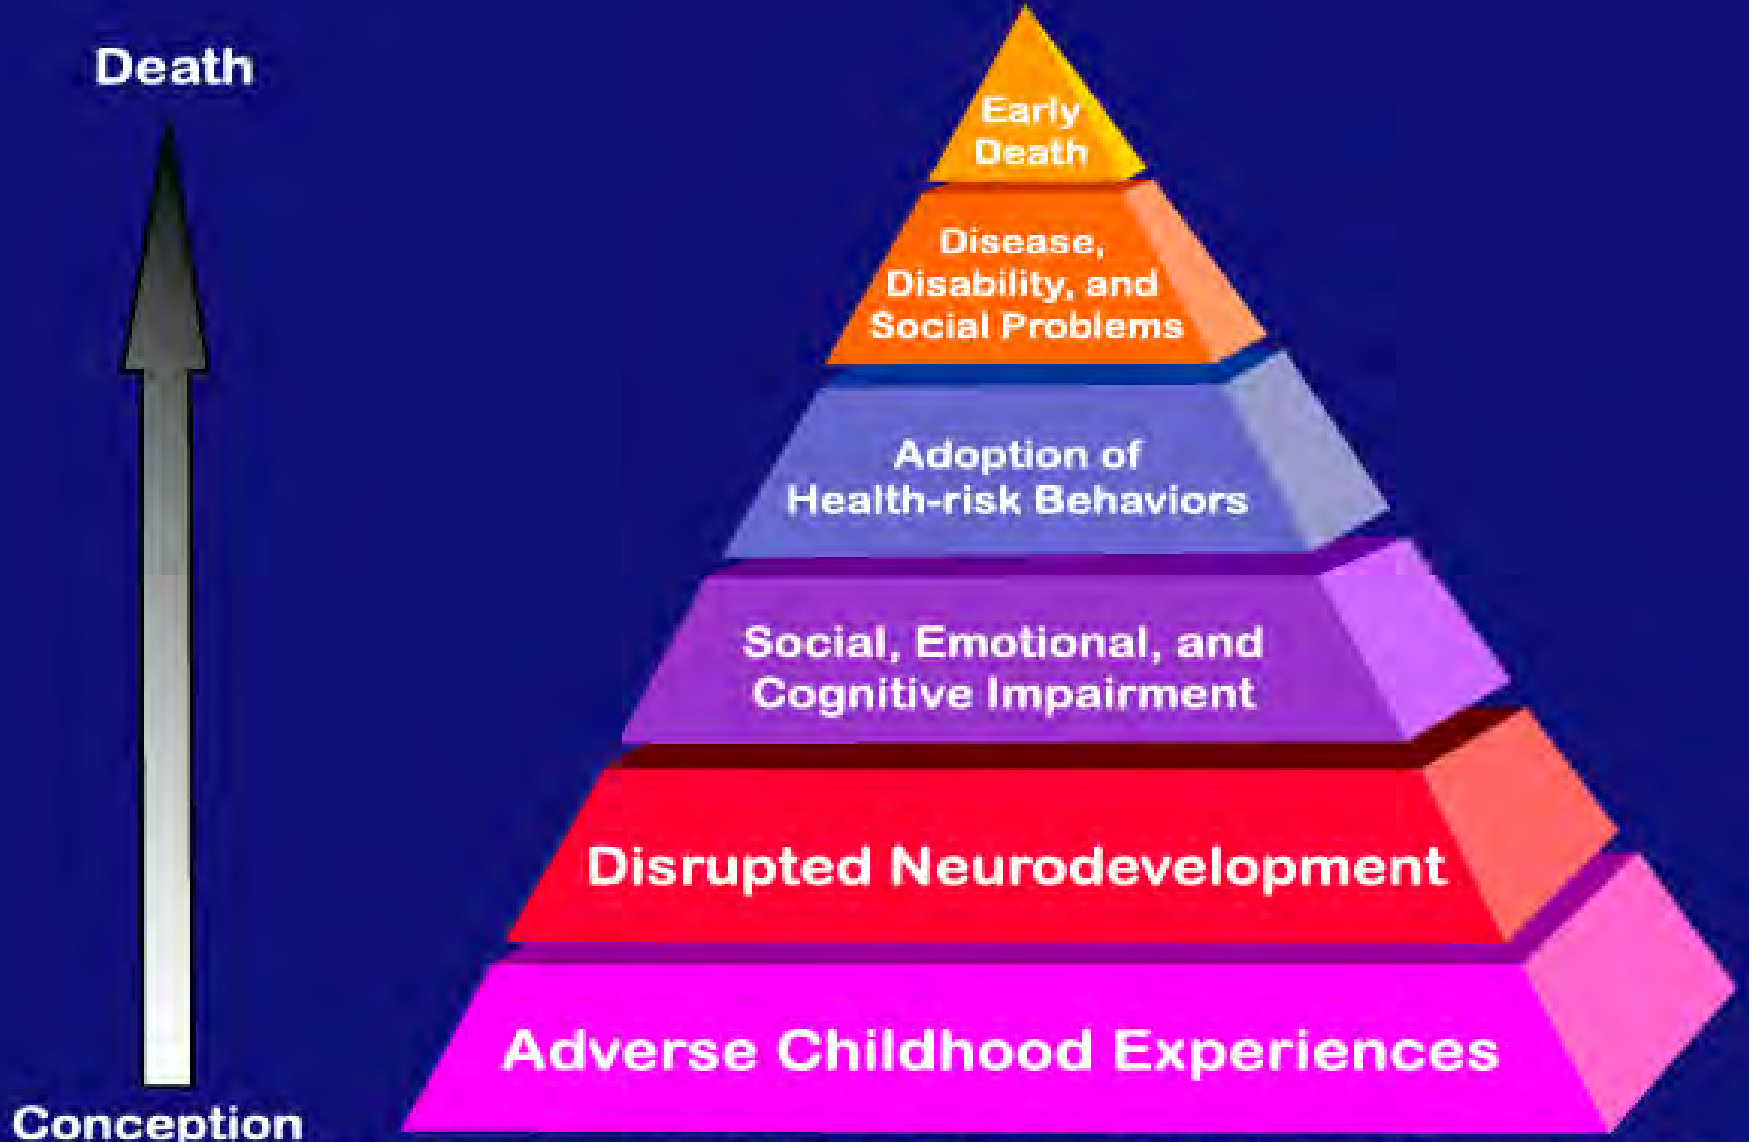 Death
Early
Death
Disease,
Disability, and
Social Problems
Adoption of
Health-risk Behaviors
Social, Emotional, and
Cognitive Impairment
Disrupted Neurodevelopment
Adverse Childhood Experiences
Conception